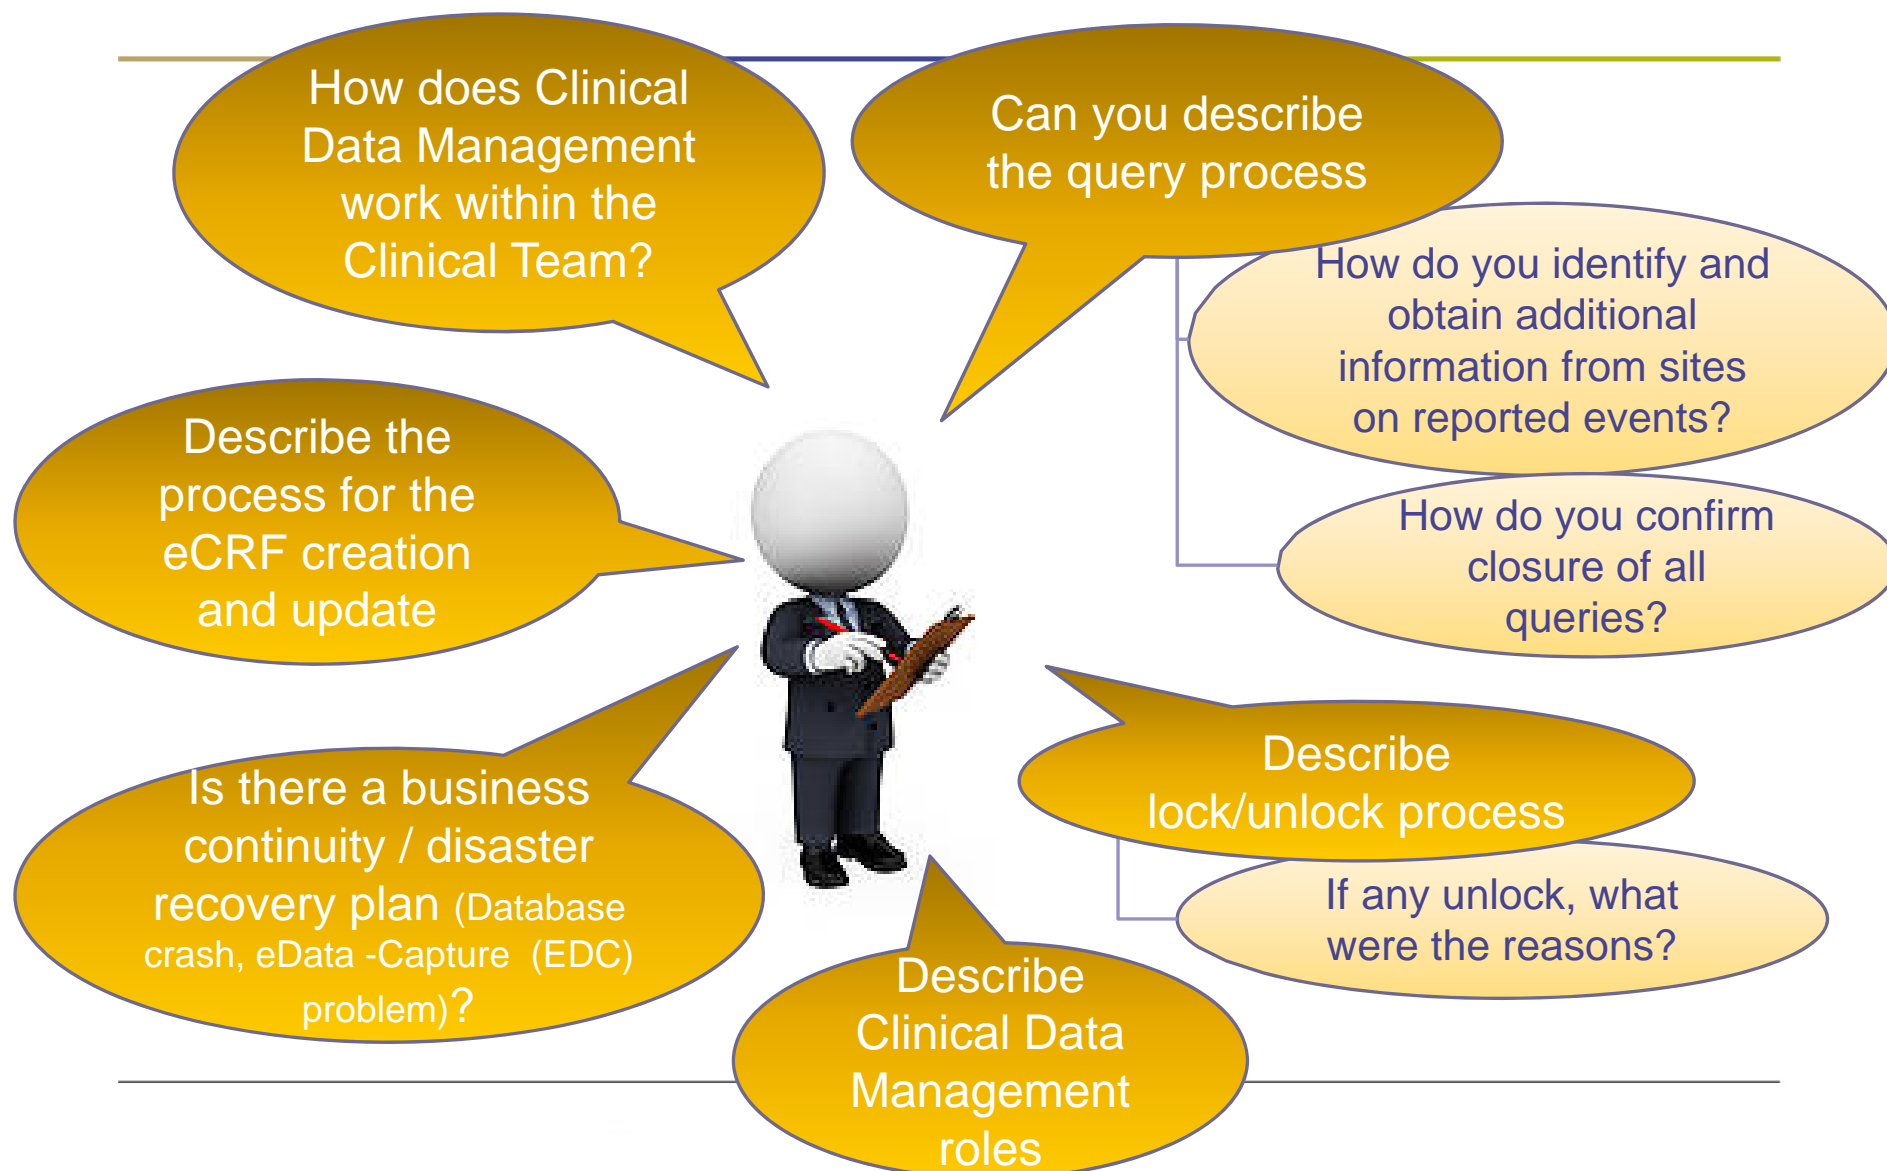 How does Clinical
Data Management
work within the
Clinical Team?
Can you describe
the query process
How do you identify and
obtain additional
information from sites
on reported events?
How do you confirm
closure of all
queries?
Describe the
process for the
eCRF creation
and update
Describe
lock/unlock process
If any unlock, what
were the reasons?
Is there a business
continuity / disaster
recovery plan (Database
crash, eData -Capture (EDC)
problem)?
Describe
Clinical Data
Management
roles